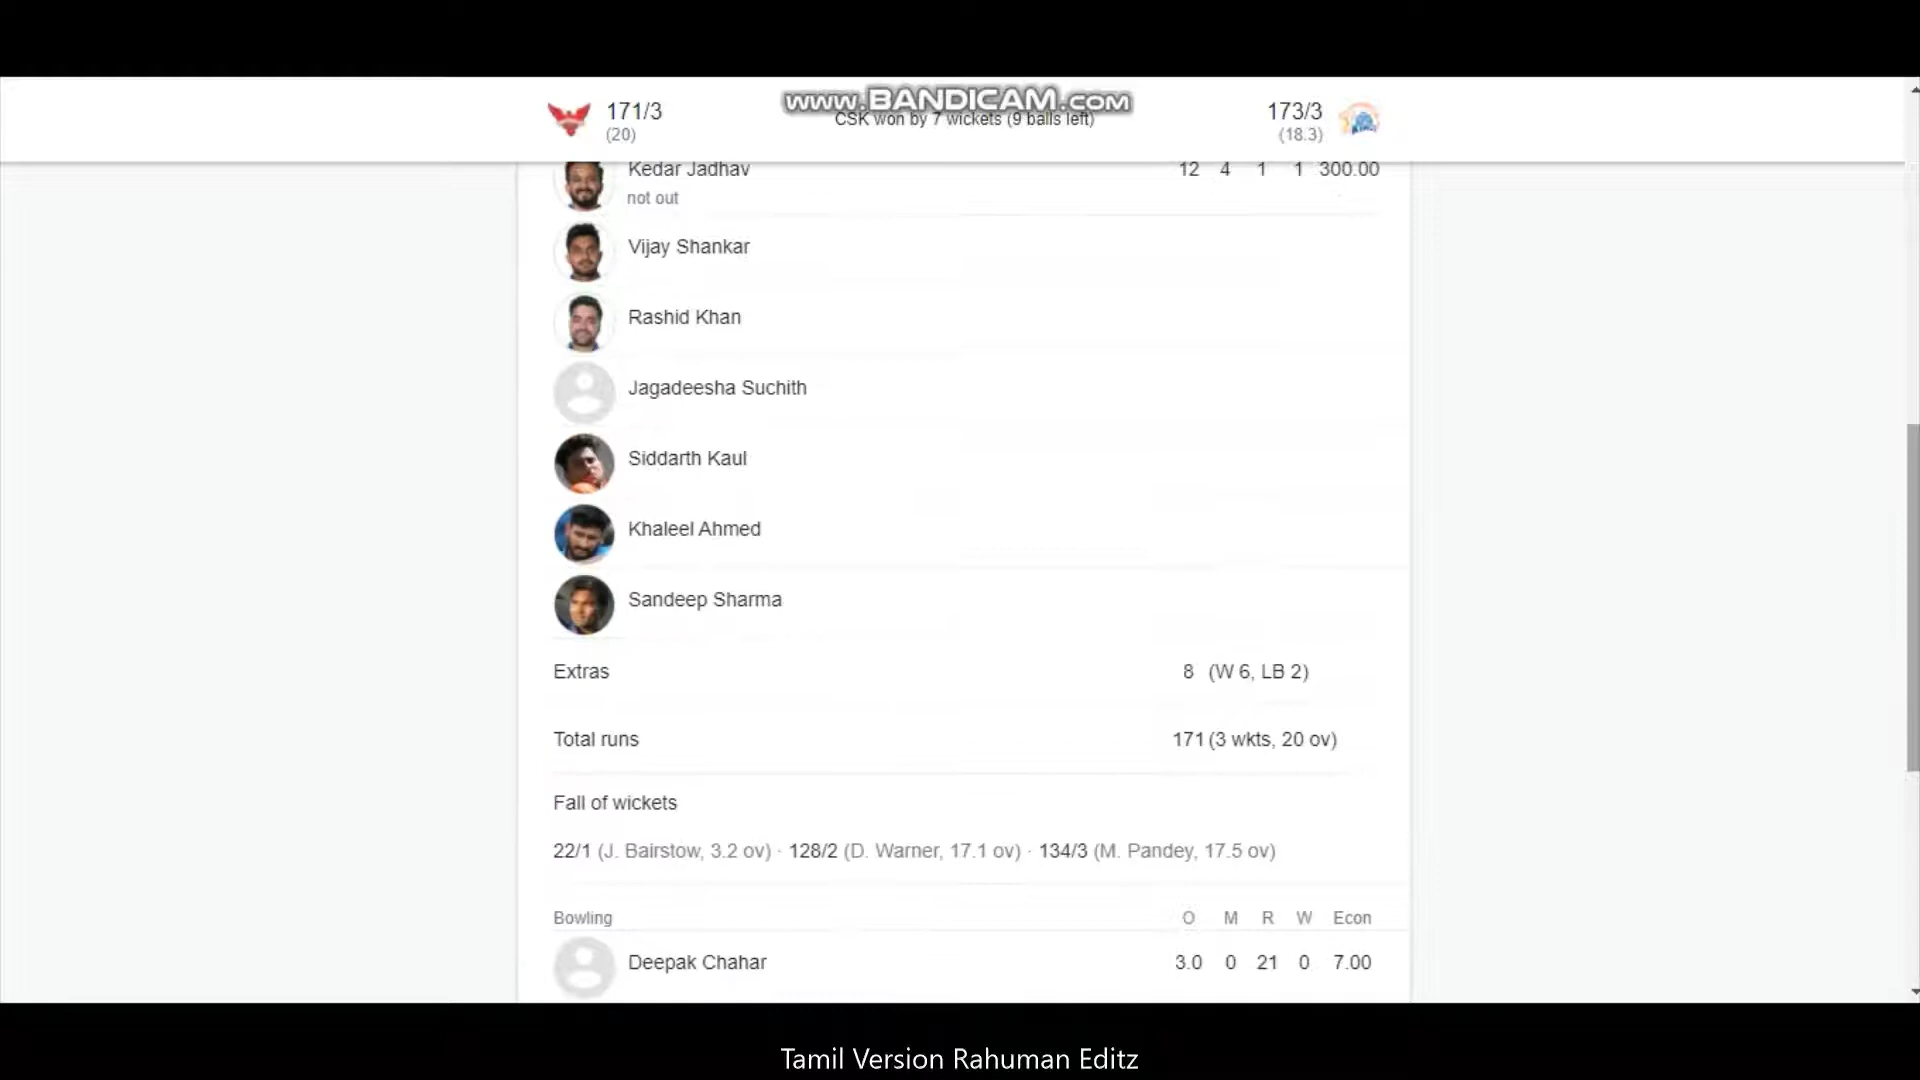 www.BANDICAM.com
171/3
(20)
CSK won by 7 wickets (9 balls left)
173/3
(18.3)
Kedar Jadhav 12 4 1 1 300.00
not out
Vijay Shankar
Rashid Khan
Jagadeesha Suchith
Siddarth Kaul
Khaleel Ahmed
Sandeep Sharma
Extras 8 (W 6, LB 2)
Total runs 171 (3 wkts, 20 ov)
Fall of wickets
22/1 (J. Bairstow, 3.2 ov) · 128/2 (D. Warner, 17.1 ov) · 134/3 (M. Pandey, 17.5 ov)
Bowling O M R W Econ
Deepak Chahar 3.0 0 21 0 7.00
Tamil Version Rahuman Editz